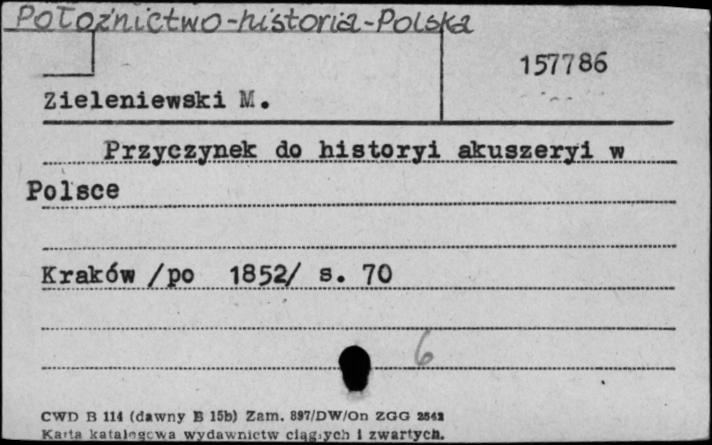 Położnictwo-historia-Polska
157786
Zieleniewski M.
Przyczynek do historyi akuszeryi w
Polsce
Kraków /po 1852/ s. 70
6
CWD B 114 (dawny B 15b) Zam. 897/DW/On ZGG 2542
Karta katalogowa wydawnictw ciągłych i zwartych.